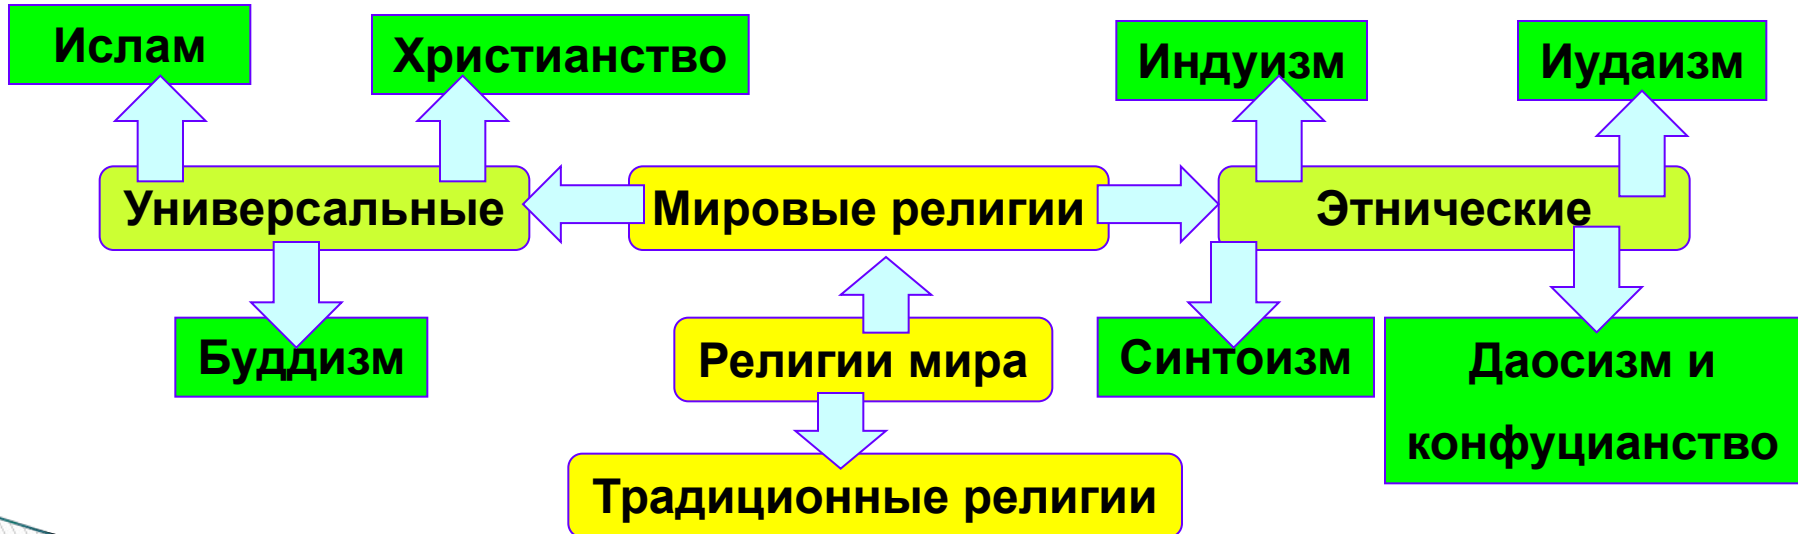 Ислам
Христианство
Индуизм
Иудаизм
Универсальные
Мировые религии
Этнические
Буддизм
Религии мира
Синтоизм
Даосизм и
конфуцианство
Традиционные религии